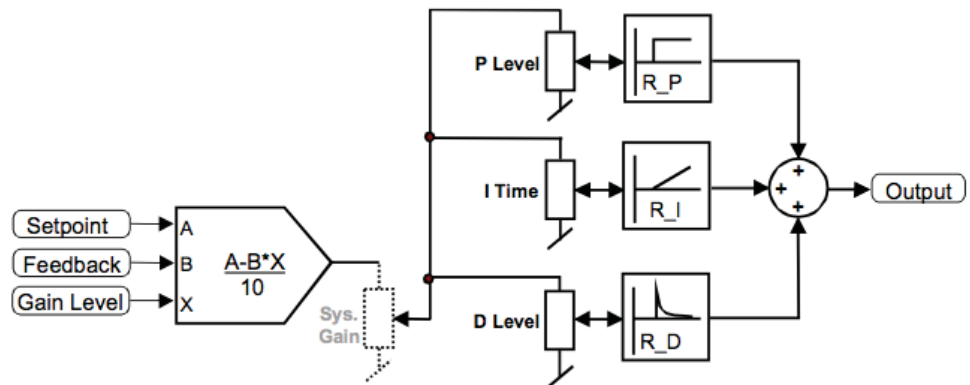 P Level
R_P
I Time
R_I
+
+
+
Output
Setpoint
A
Feedback
B
A-B*X
10
Gain Level
X
Sys.
Gain
D Level
R_D